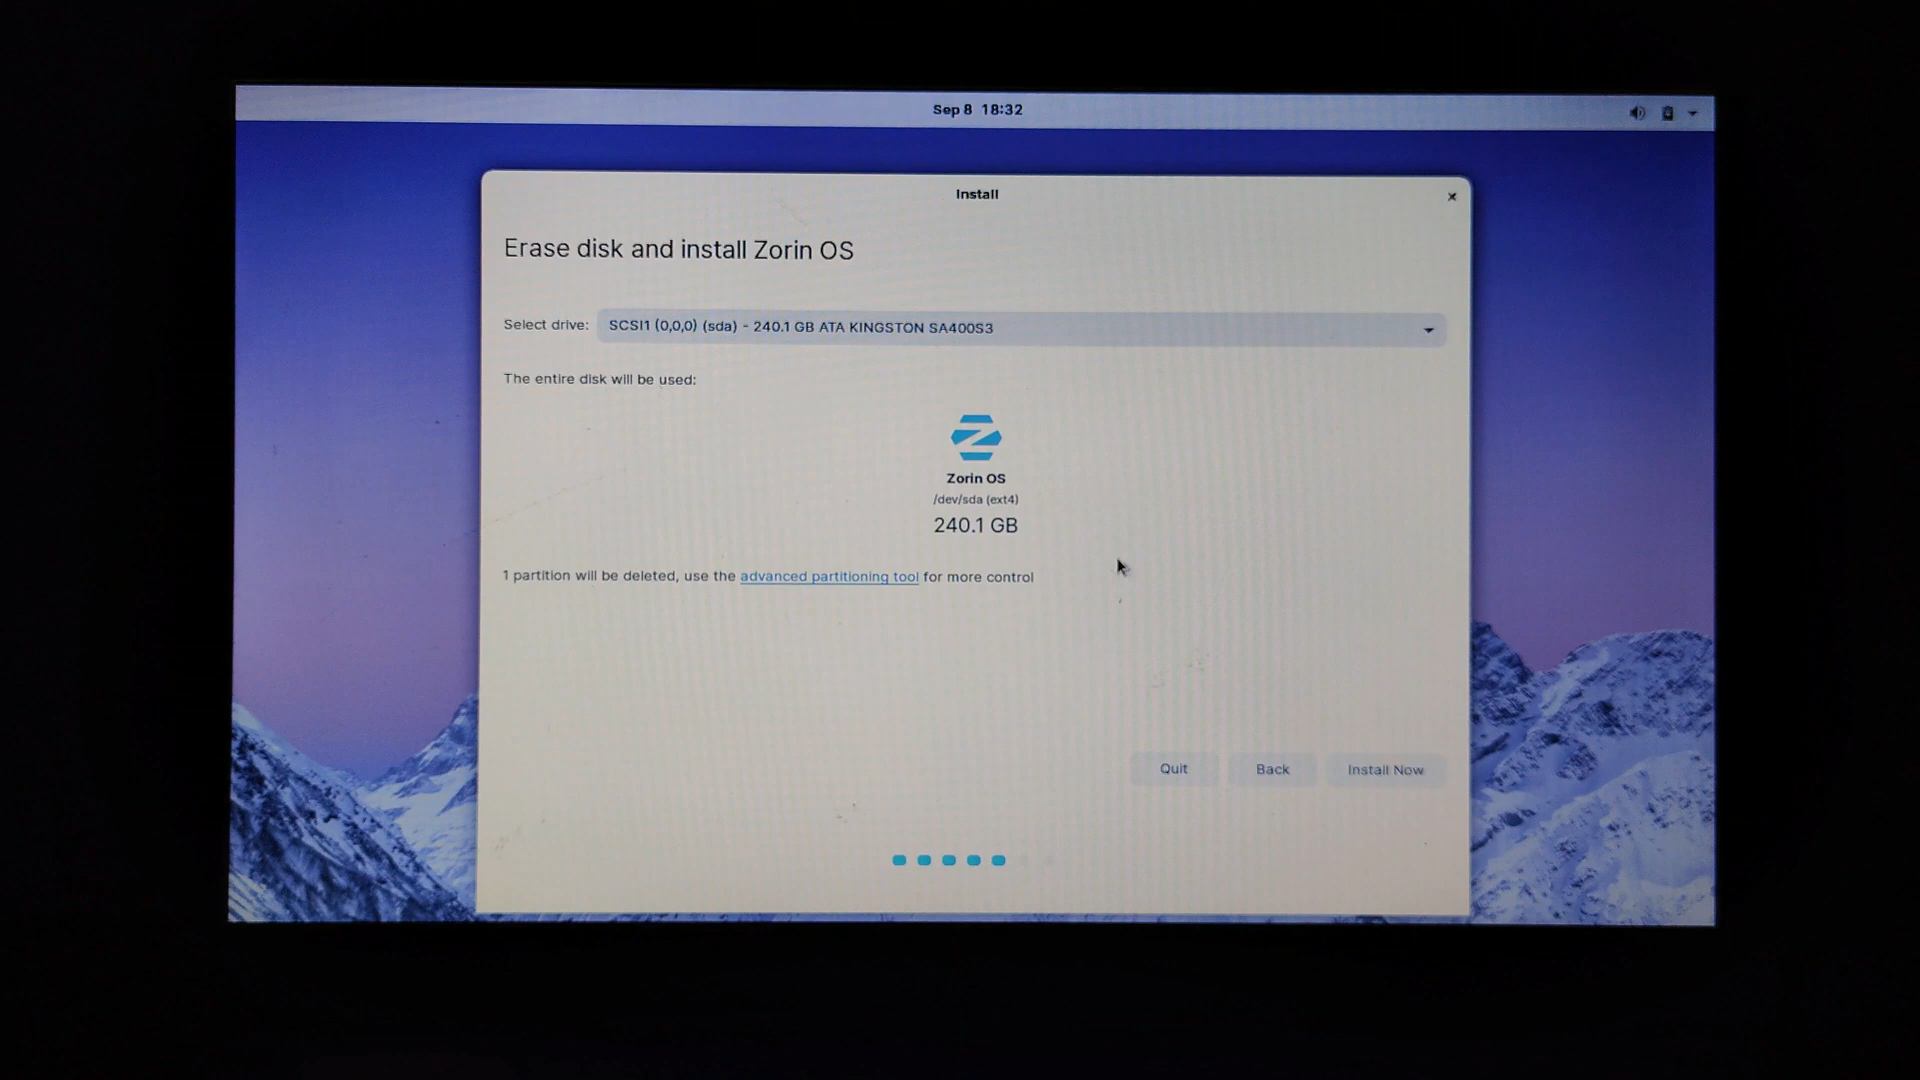 Sep 8 18:32
Install
Erase disk and install Zorin OS
Select drive: SCSI1 (0,0,0) (sda) - 240.1 GB ATA KINGSTON SA400S3
The entire disk will be used:
Zorin OS
/dev/sda (ext4)
240.1 GB
1 partition will be deleted, use the advanced partitioning tool for more control
Quit Back Install Now